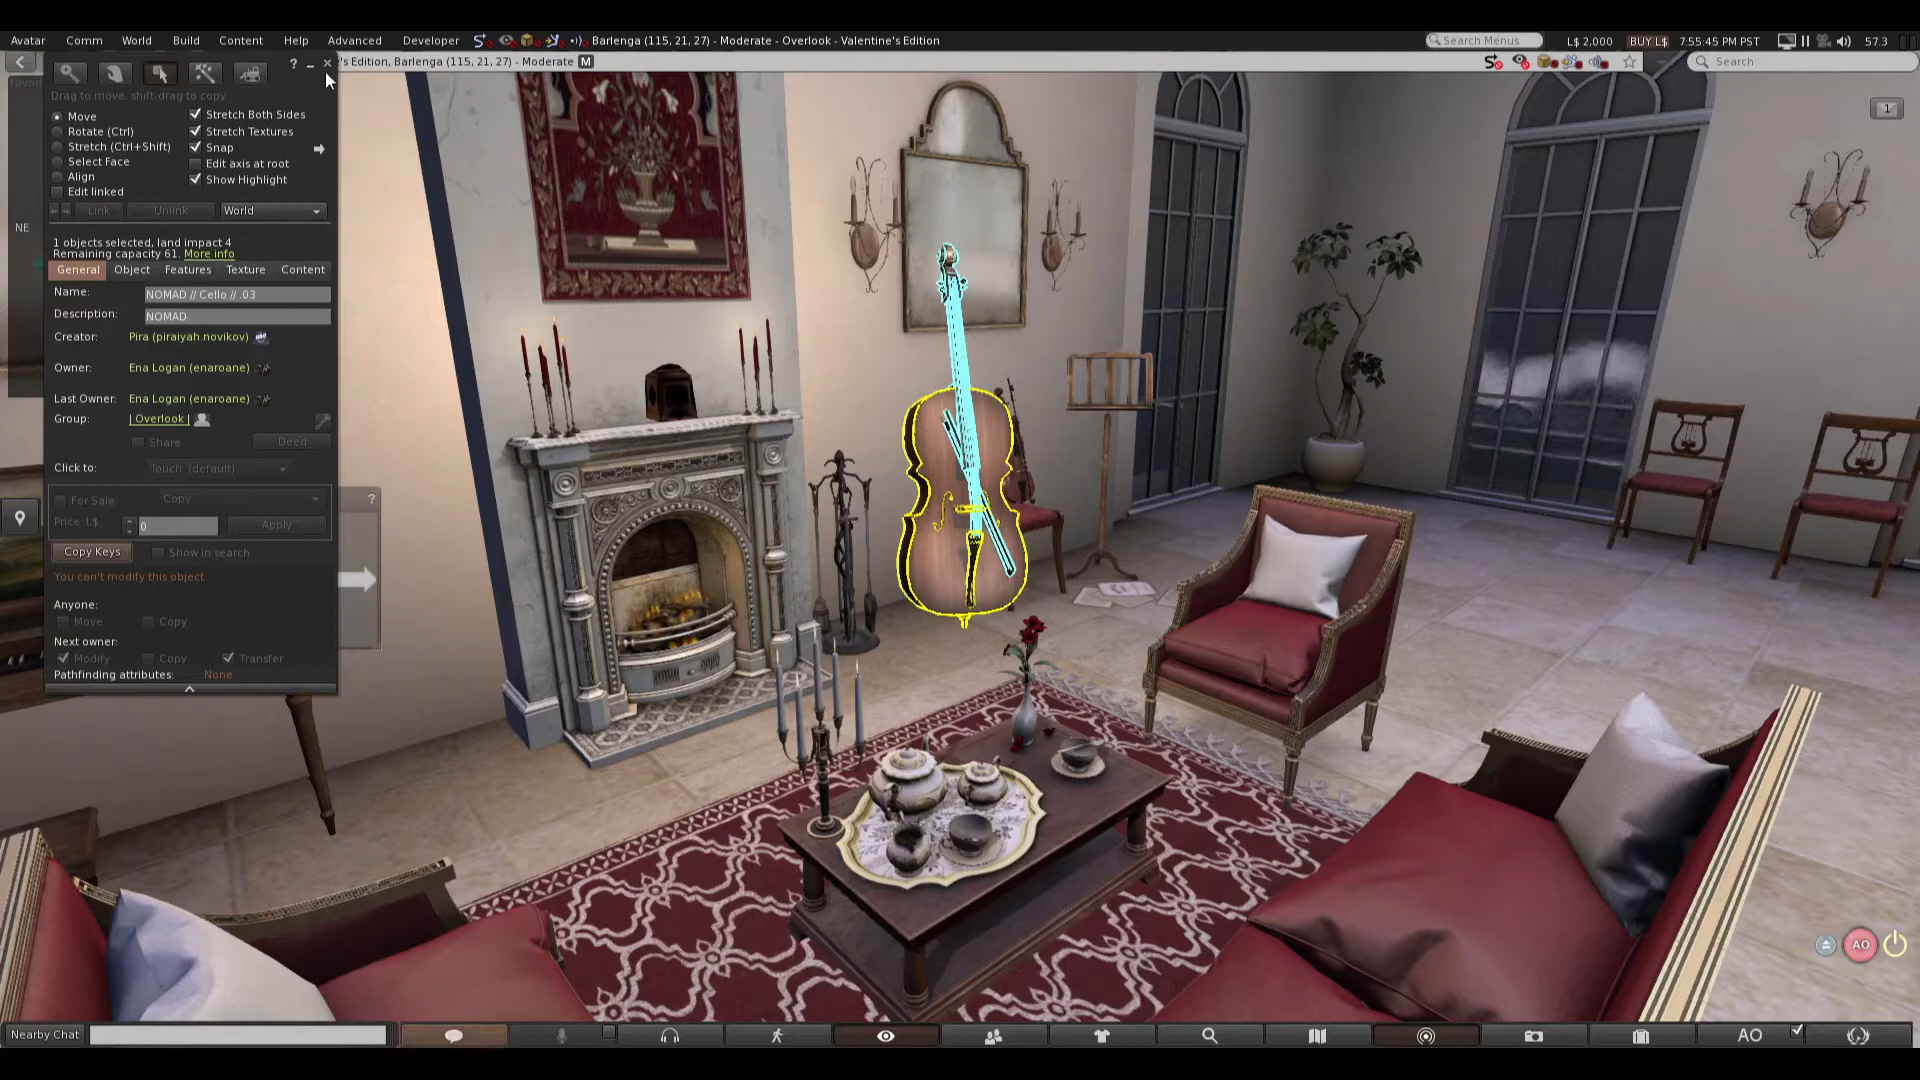 Avatar Comm World Build Content Help Advanced Developer Barlenga (115, 21, 27) - Moderate - Overlook - Valentine's Edition Search Menus L$ 2,000 BUY L$ 7:55:45 PM PST 57.3
's Edition, Barlenga (115, 21, 27) - Moderate M Search
? _ ×
Drag to move, shift-drag to copy
Move
Rotate (Ctrl)
Stretch (Ctrl+Shift)
Select Face
Align
Edit linked
Stretch Both Sides
Stretch Textures
Snap
Edit axis at root
Show Highlight
Link Unlink World
NE
1 objects selected, land impact 4
Remaining capacity 61. More info
General Object Features Texture Content
Name: NOMAD // Cello // .03
Description: NOMAD
Creator: Pira (piraiyah.novikov)
Owner: Ena Logan (enaroane)
Last Owner: Ena Logan (enaroane)
Group: | Overlook |
Share Deed
Click to: Touch (default)
For Sale Copy
Price: L$ 0 Apply
Copy Keys Show in search
You can't modify this object
Anyone:
Move Copy
Next owner:
Modify Copy Transfer
Pathfinding attributes: None
?
1
AO
Nearby Chat
AO